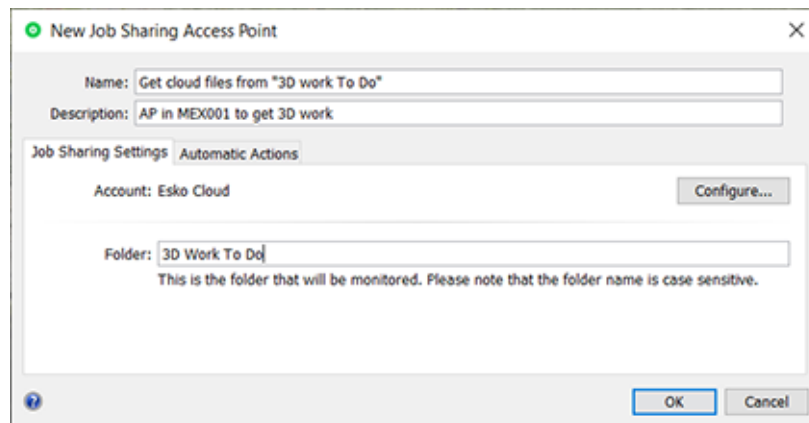 New Job Sharing Access Point
Name: Get cloud files from "3D work To Do"
Description: AP in MEX001 to get 3D work
Job Sharing Settings Automatic Actions
Account: Esko Cloud Configure...
Folder: 3D Work To Do
This is the folder that will be monitored. Please note that the folder name is case sensitive.
OK Cancel